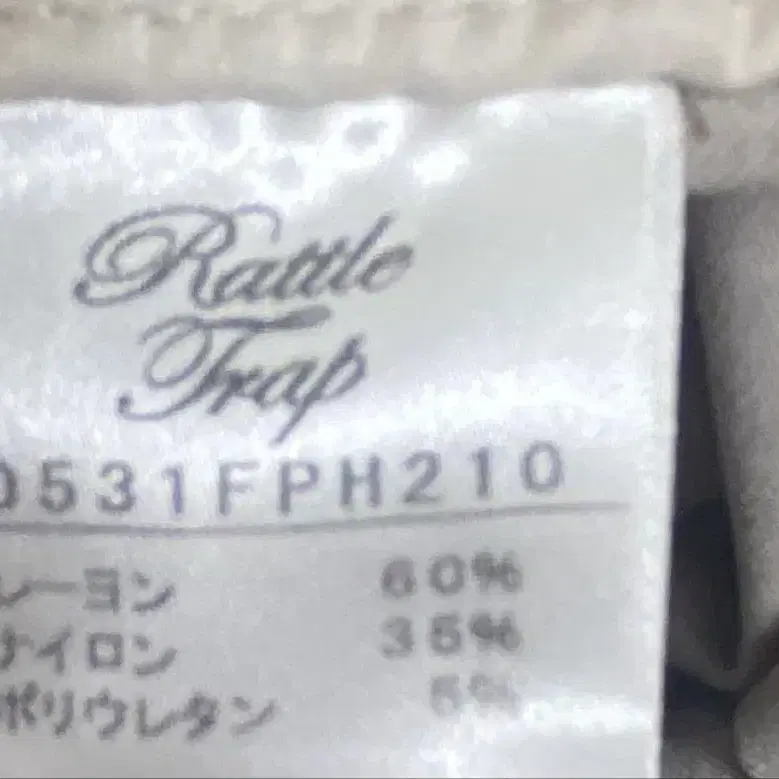 Rattle
Trap
0531FPH210
レーヨン 60%
ナイロン 35%
ポリウレタン 5%